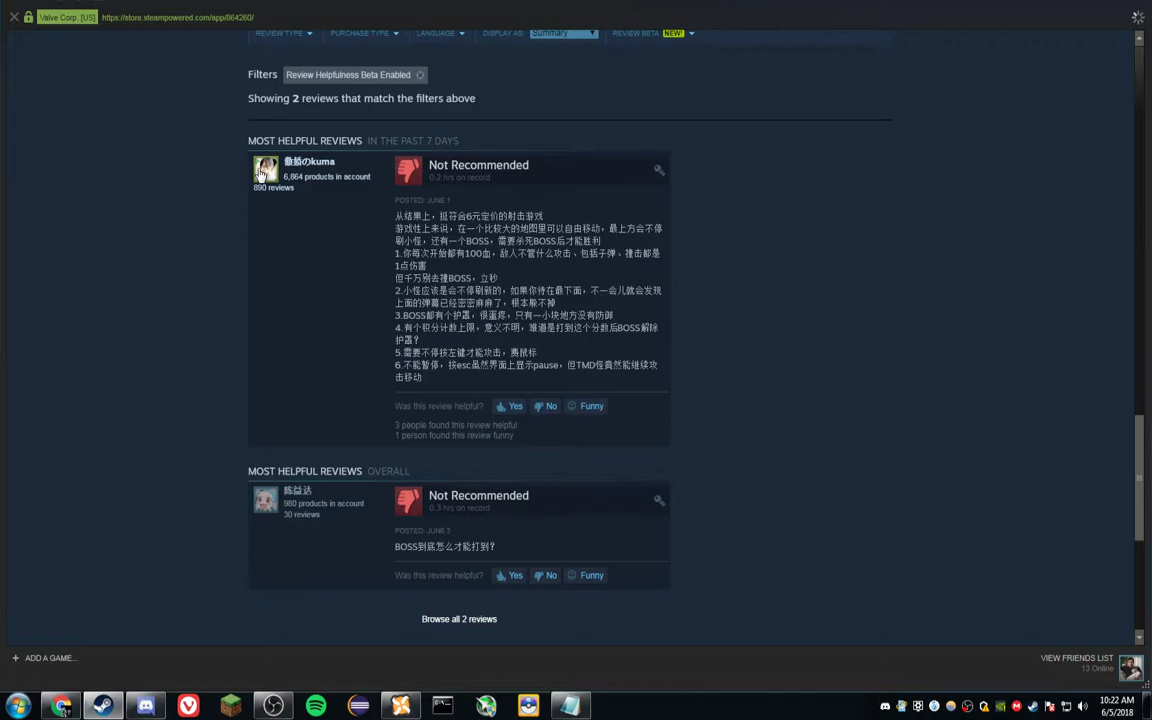 Valve Corp. [US] https://store.steampowered.com/app/864260/
REVIEW TYPE PURCHASE TYPE LANGUAGE DISPLAY AS: Summary REVIEW BETA NEW!
Filters Review Helpfulness Beta Enabled
Showing 2 reviews that match the filters above
MOST HELPFUL REVIEWS IN THE PAST 7 DAYS
傲娇のkuma
6,864 products in account
890 reviews
Not Recommended
0.2 hrs on record
POSTED: JUNE 1
从结果上，挺符合6元定价的射击游戏
游戏性上来说，在一个比较大的地图里可以自由移动，最上方会不停
刷小怪，还有一个BOSS，需要杀死BOSS后才能胜利
1.你每次开始都有100血，敌人不管什么攻击、包括子弹、撞击都是
1点伤害
但千万别去撞BOSS，立秒
2.小怪应该是会不停刷新的，如果你待在最下面，不一会儿就会发现
上面的弹幕已经密密麻麻了，根本躲不掉
3.BOSS都有个护罩，很蛋疼，只有一小块地方没有防御
4.有个积分计数上限，意义不明，难道是打到这个分数后BOSS解除
护罩？
5.需要不停按左键才能攻击，费鼠标
6.不能暂停，按esc虽然界面上显示pause，但TMD怪竟然能继续攻
击移动
Was this review helpful? Yes No Funny
3 people found this review helpful
1 person found this review funny
MOST HELPFUL REVIEWS OVERALL
陈益达
980 products in account
30 reviews
Not Recommended
0.3 hrs on record
POSTED: JUNE 3
BOSS到底怎么才能打到？
Was this review helpful? Yes No Funny
Browse all 2 reviews
+ ADD A GAME...
VIEW FRIENDS LIST
13 Online
10:22 AM
6/5/2018